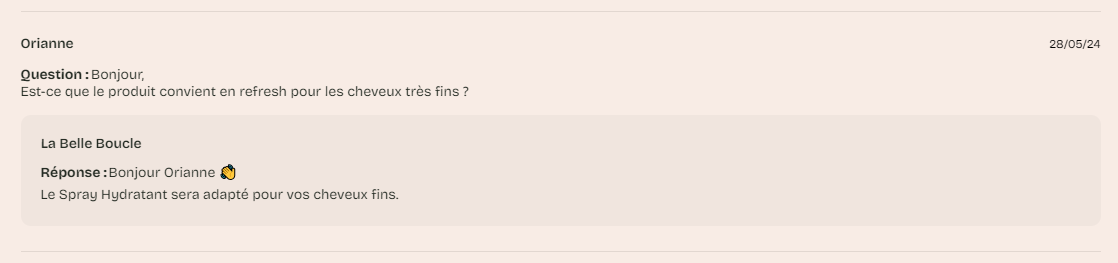 Orianne
28/05/24
Question : Bonjour,
Est-ce que le produit convient en refresh pour les cheveux très fins ?
La Belle Boucle
Réponse : Bonjour Orianne 👏
Le Spray Hydratant sera adapté pour vos cheveux fins.